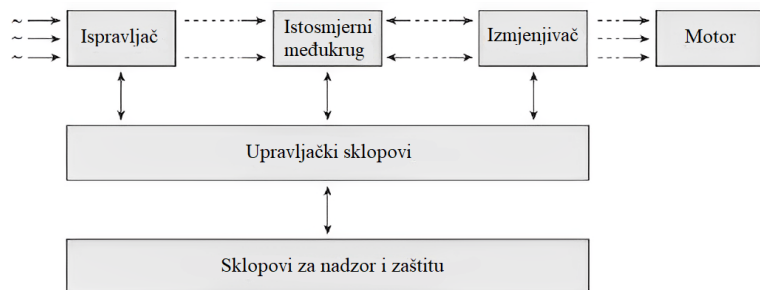 ~
~
~
Ispravljač
Istosmjerni
međukrug
Izmjenjivač
Motor
Upravljački sklopovi
Sklopovi za nadzor i zaštitu